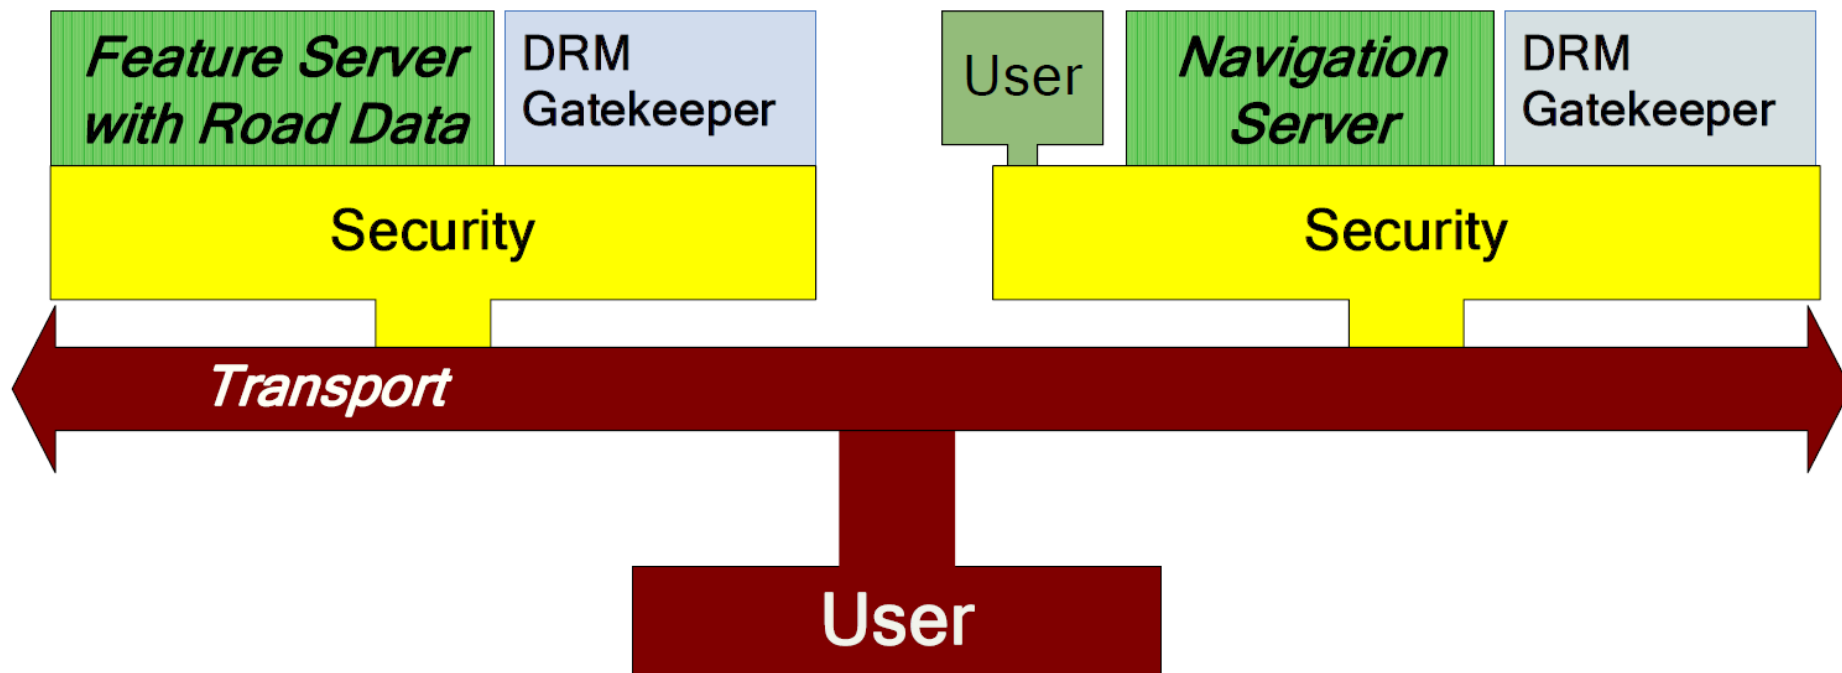 Feature Server
with Road Data
DRM
Gatekeeper
User
Navigation
Server
DRM
Gatekeeper
Security
Security
Transport
User